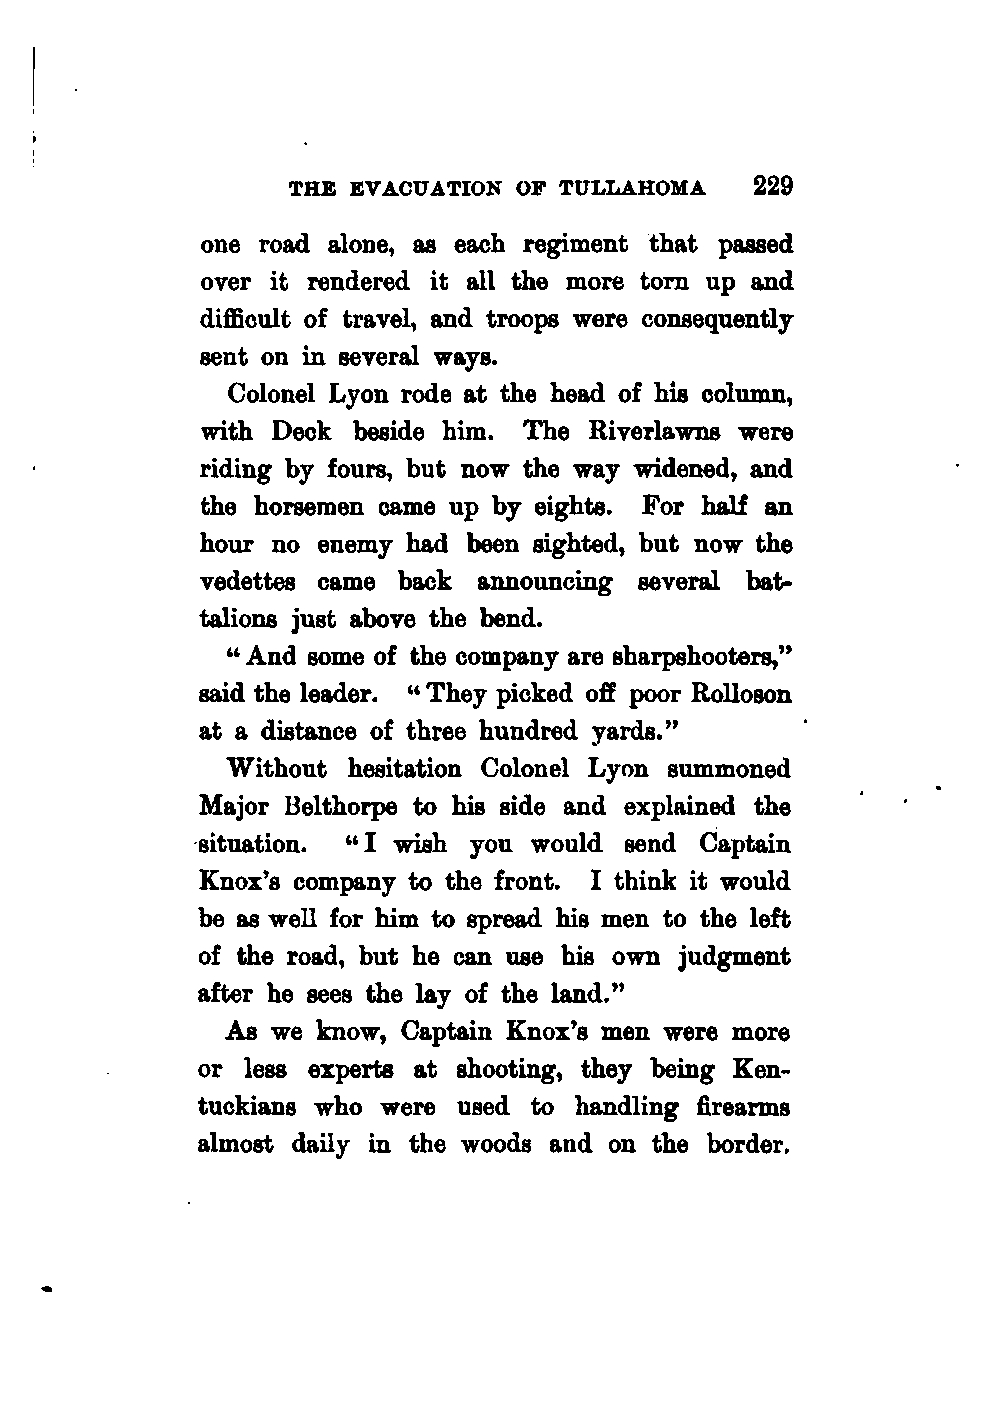 THE EVACUATION OF TULLAHOMA 229
one road alone, as each regiment that passed
over it rendered it all the more torn up and
difficult of travel, and troops were consequently
sent on in several ways.
Colonel Lyon rode at the head of his column,
with Deck beside him. The Riverlawns were
riding by fours, but now the way widened, and
the horsemen came up by eights. For half an
hour no enemy had been sighted, but now the
vedettes came back announcing several bat-
talions just above the bend.
“And some of the company are sharpshooters,”
said the leader. “They picked off poor Rolloson
at a distance of three hundred yards.”
Without hesitation Colonel Lyon summoned
Major Belthorpe to his side and explained the
situation. “I wish you would send Captain
Knox’s company to the front. I think it would
be as well for him to spread his men to the left
of the road, but he can use his own judgment
after he sees the lay of the land.”
As we know, Captain Knox’s men were more
or less experts at shooting, they being Ken-
tuckians who were used to handling firearms
almost daily in the woods and on the border.